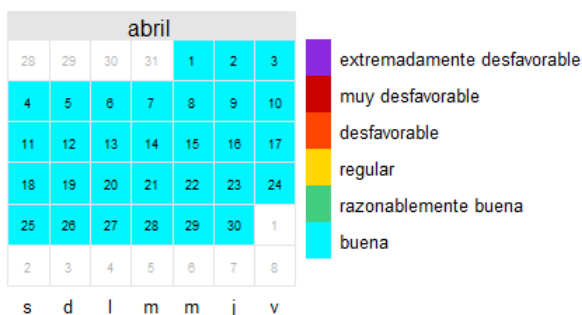 abril
28 29 30 31 1 2 3
4 5 6 7 8 9 10
11 12 13 14 15 16 17
18 19 20 21 22 23 24
25 26 27 28 29 30 1
2 3 4 5 6 7 8
s d l m m j v
extremadamente desfavorable
muy desfavorable
desfavorable
regular
razonablemente buena
buena